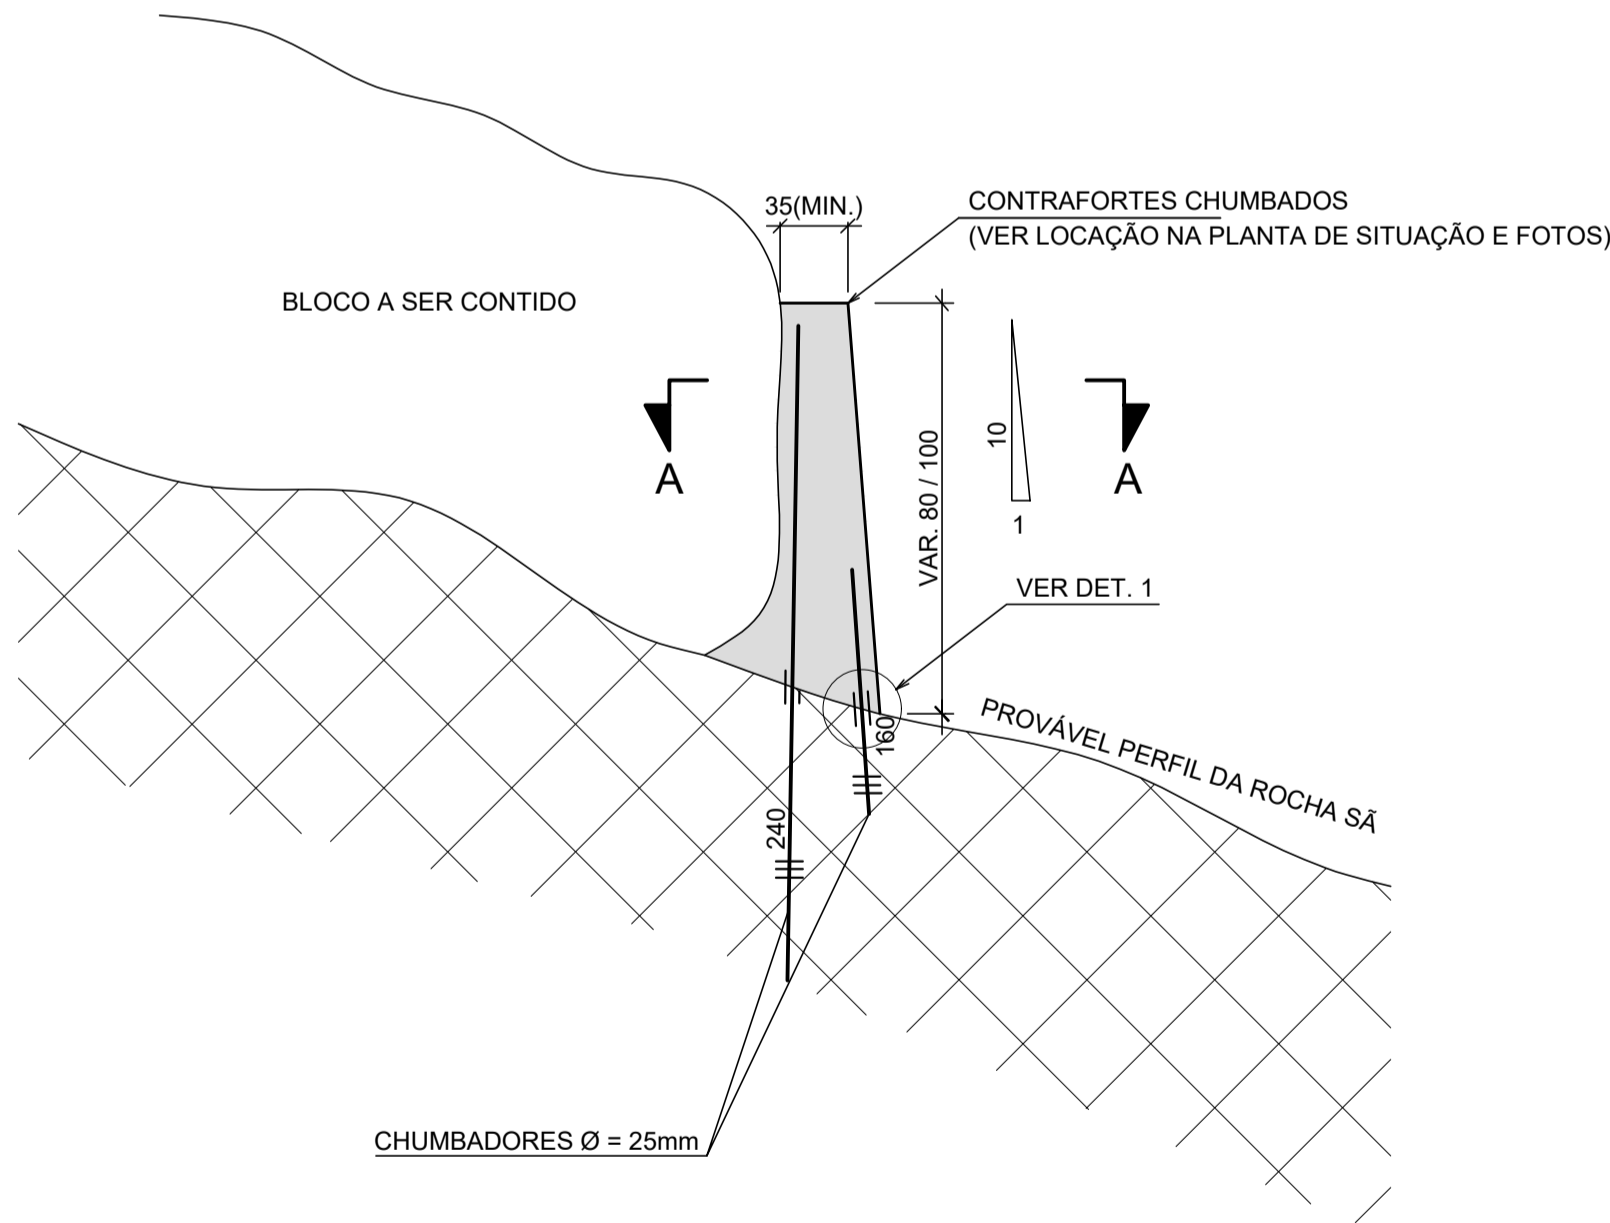 35(MIN.)
CONTRAFORTES CHUMBADOS
(VER LOCAÇÃO NA PLANTA DE SITUAÇÃO E FOTOS)
BLOCO A SER CONTIDO
A
A
VAR. 80 / 100
10
1
VER DET. 1
160
PROVÁVEL PERFIL DA ROCHA SÃ
240
CHUMBADORES Ø = 25mm